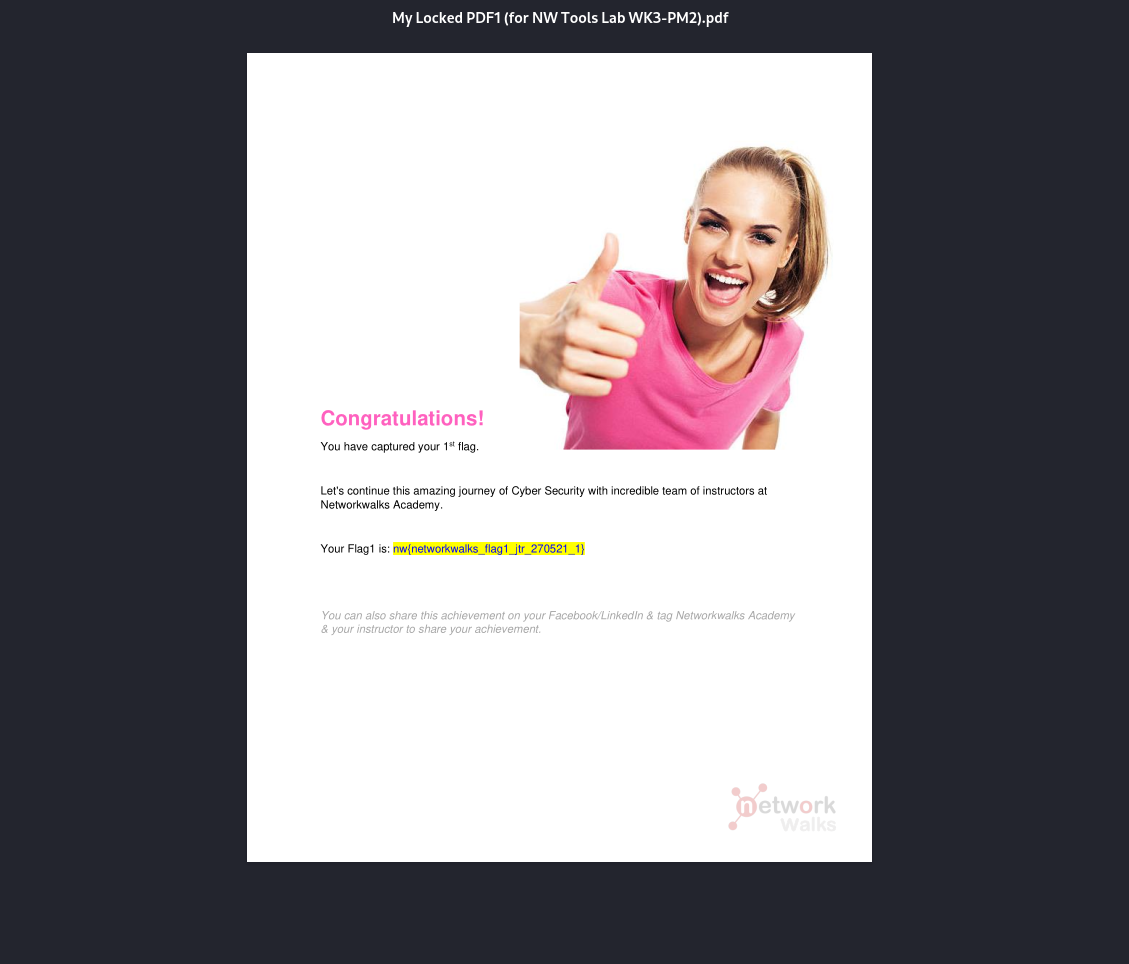 My Locked PDF1 (for NW Tools Lab WK3-PM2).pdf
Congratulations!
You have captured your 1st flag.
Let's continue this amazing journey of Cyber Security with incredible team of instructors at
Networkwalks Academy.
Your Flag1 is: nw{networkwalks_flag1_jtr_270521_1}
You can also share this achievement on your Facebook/LinkedIn & tag Networkwalks Academy
& your instructor to share your achievement.
network
Walks